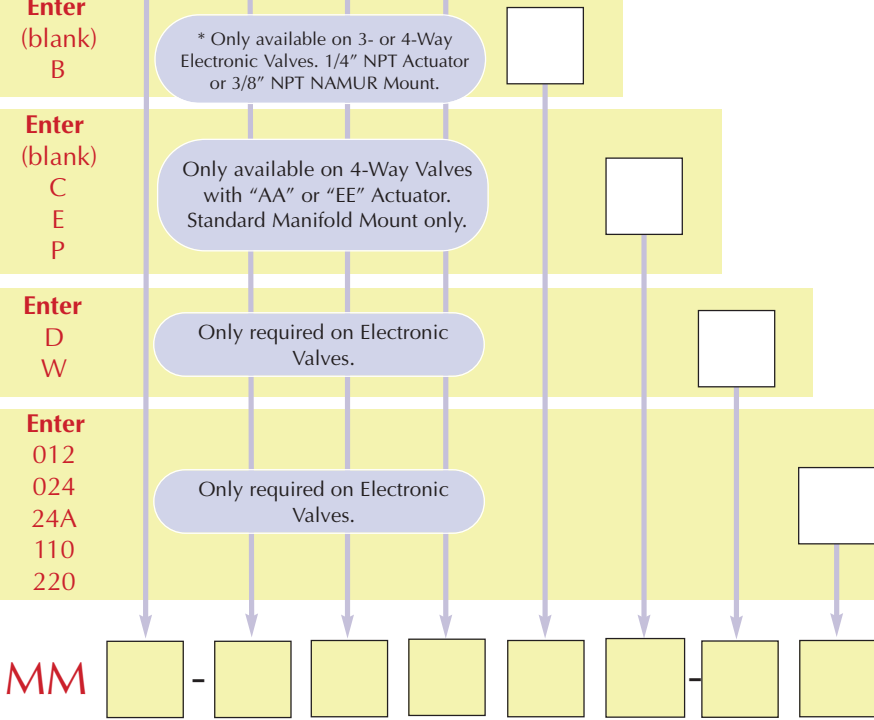 Enter
(blank)
B
* Only available on 3- or 4-Way
Electronic Valves. 1/4” NPT Actuator
or 3/8” NPT NAMUR Mount.
Enter
(blank)
C
E
P
Only available on 4-Way Valves
with “AA” or “EE” Actuator.
Standard Manifold Mount only.
Enter
D
W
Only required on Electronic
Valves.
Enter
012
024
24A
110
220
Only required on Electronic
Valves.
MM - -